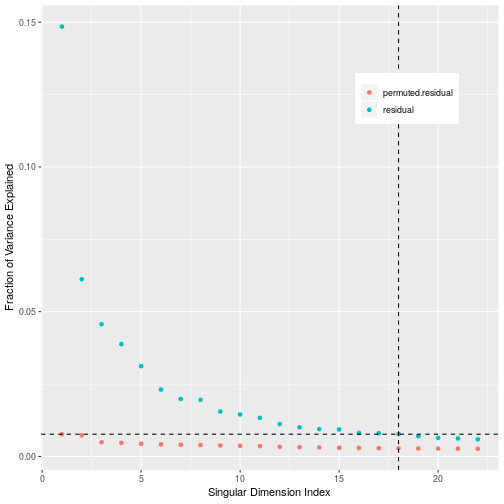 0.15
0.10
0.05
0.00
Fraction of Variance Explained
permuted.residual
residual
0 5 10 15 20
Singular Dimension Index